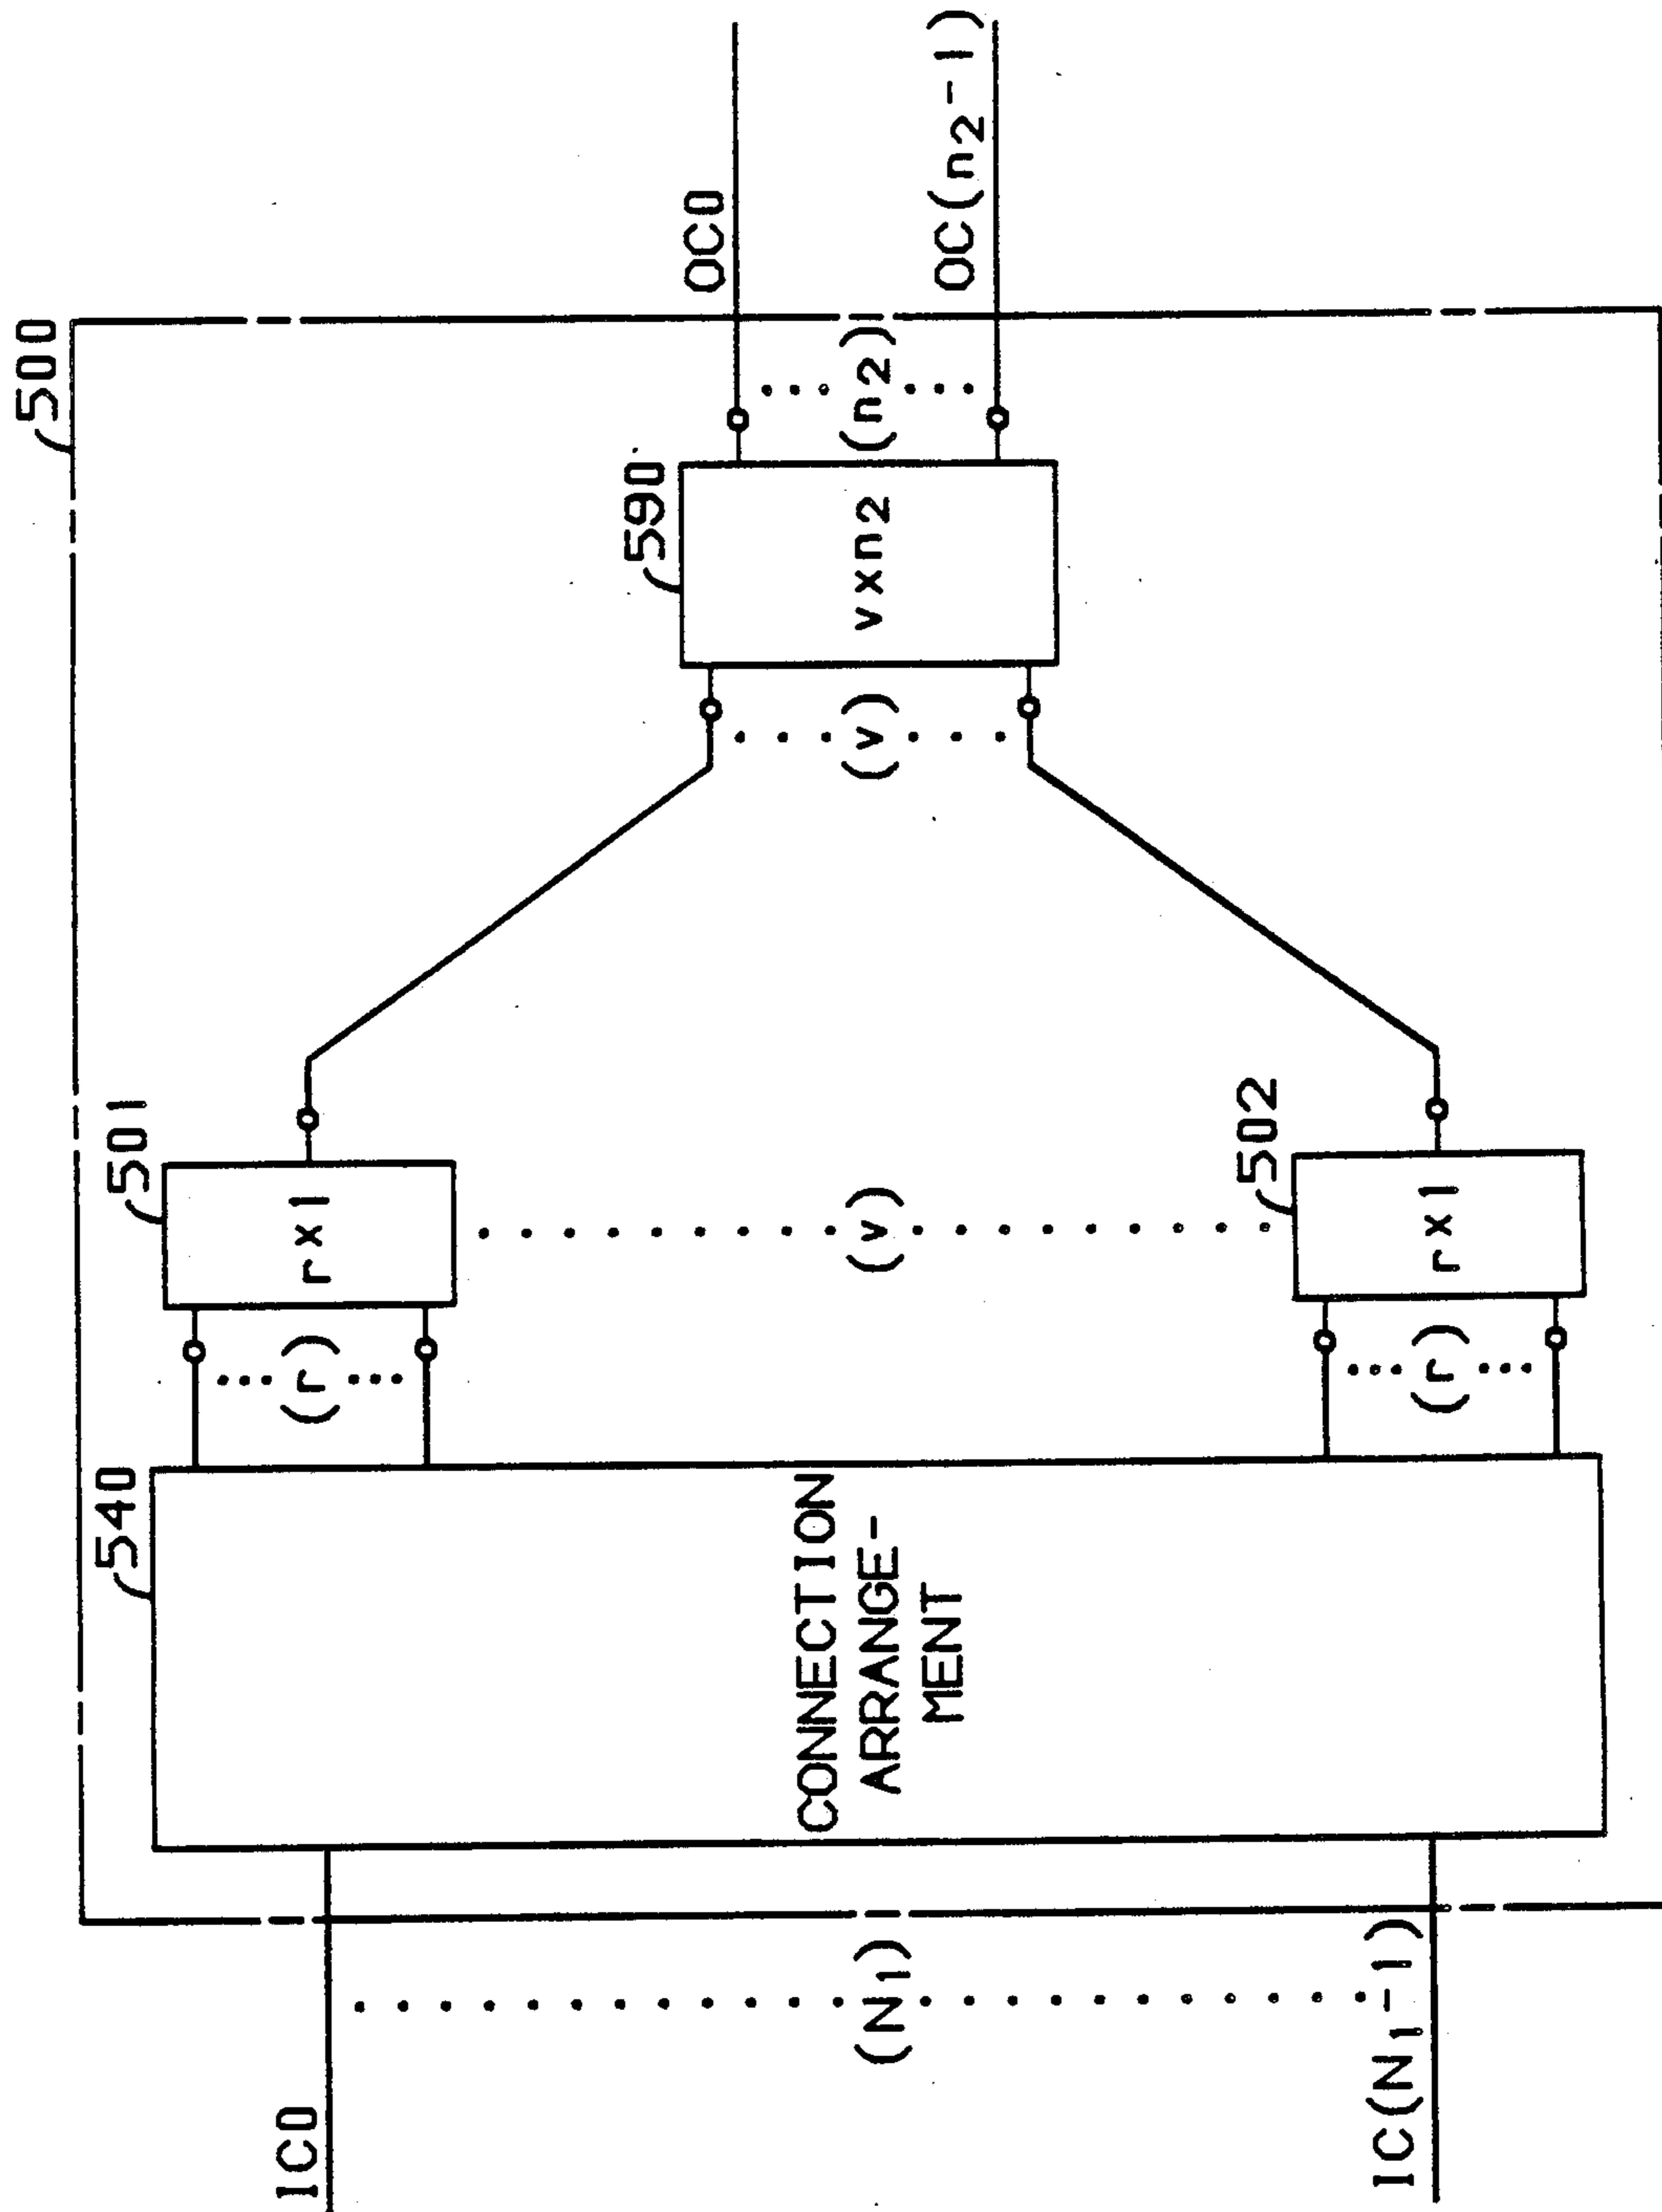 500
540
501
590
IC0
(r)
rx1
OC0
(N1)
CONNECTION
ARRANGE-
MENT
(v)
(v)
vxn2
(n2)
OC(n2-1)
502
IC(N1-1)
(r)
rx1